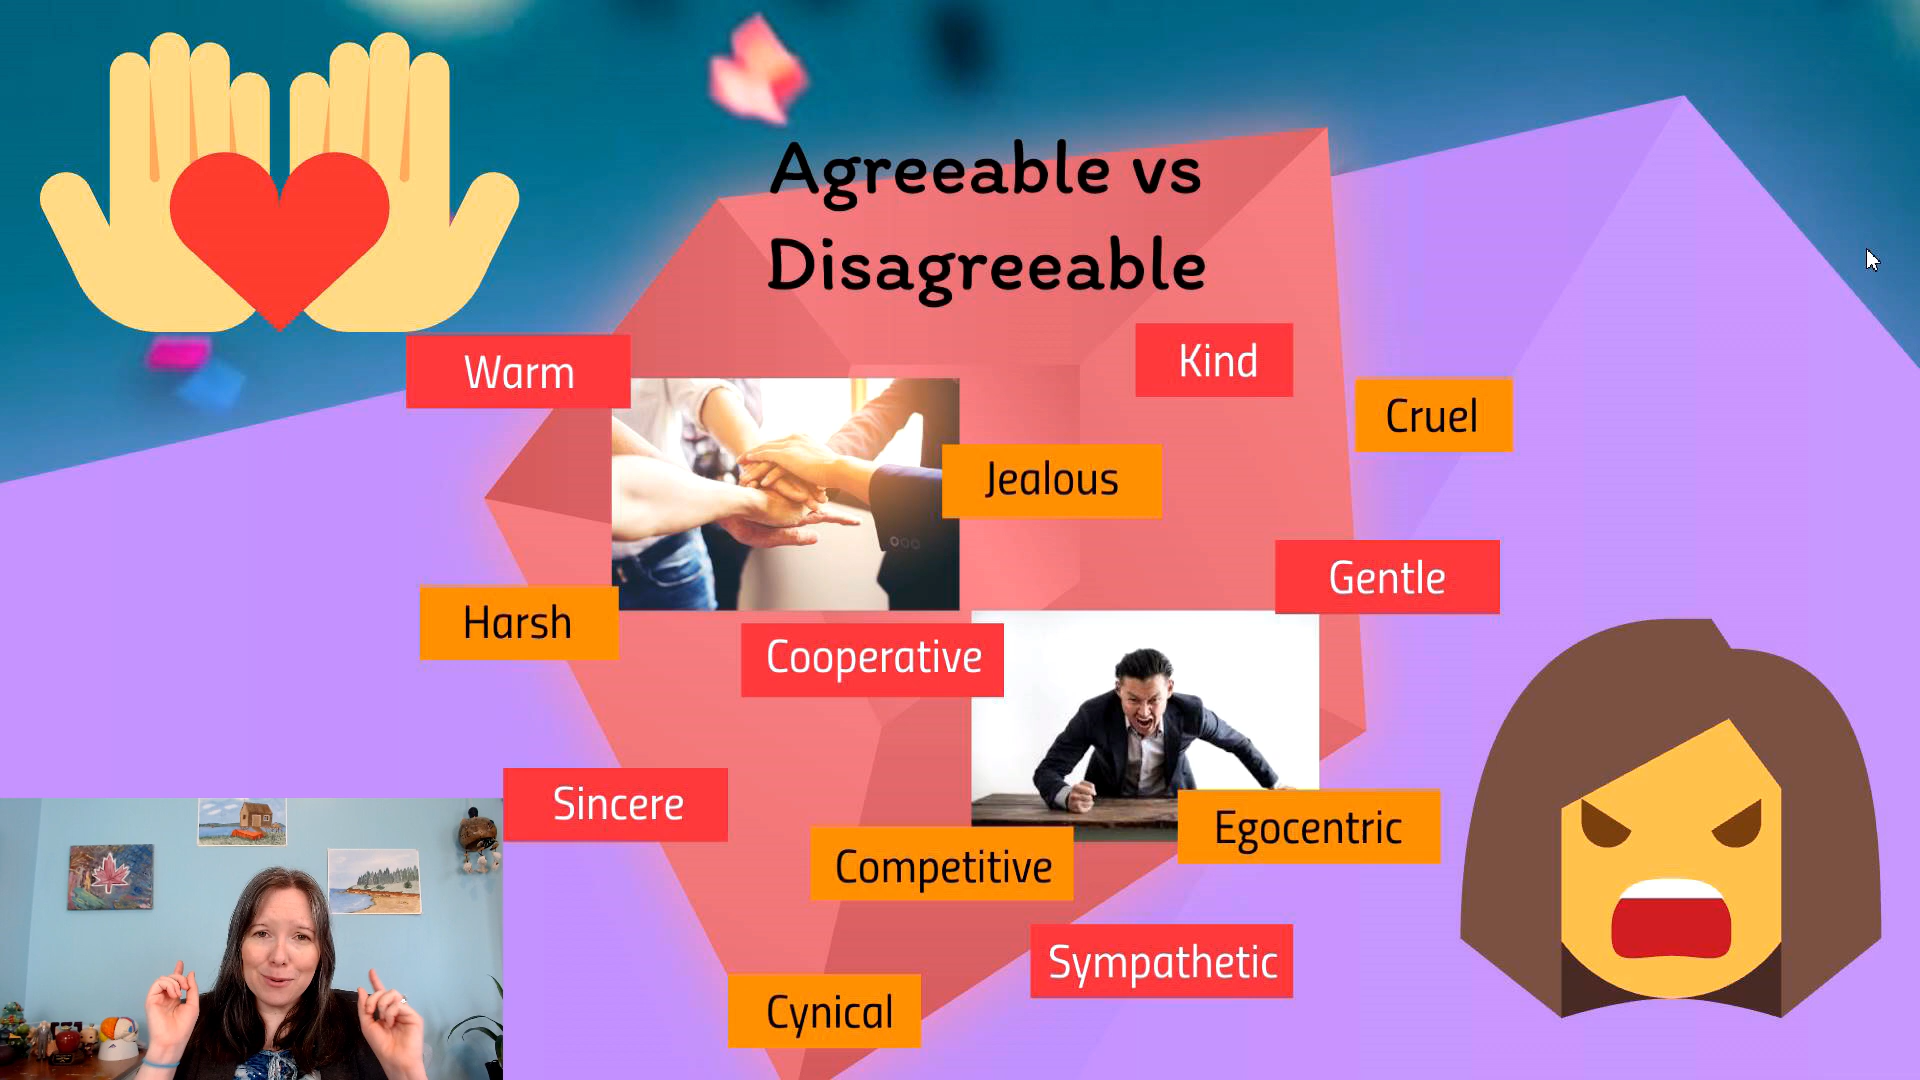 Agreeable vs
Disagreeable
Warm
Kind
Cruel
Jealous
Gentle
Harsh
Cooperative
Sincere
Egocentric
Competitive
Sympathetic
Cynical